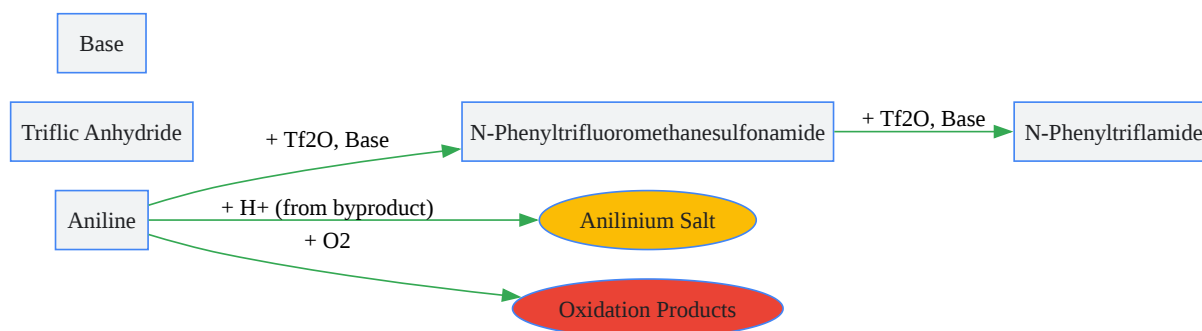 Base
Triflic Anhydride
+ Tf2O, Base
N-Phenyltrifluoromethanesulfonamide
+ Tf2O, Base
N-Phenyltriflamide
Aniline
+ H+ (from byproduct)
Anilinium Salt
+ O2
Oxidation Products